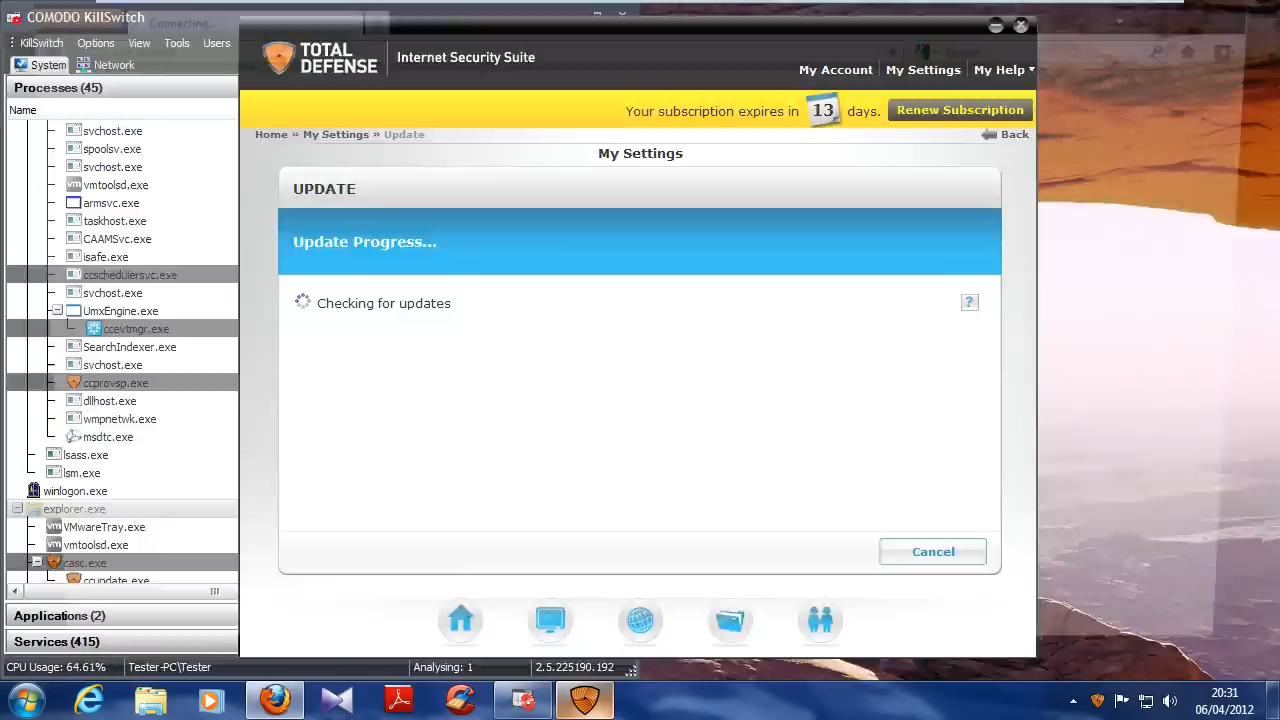 COMODO KillSwitch
Connecting...
KillSwitch Options View Tools Users
System Network
Processes (45)
Name
svchost.exe
spoolsv.exe
svchost.exe
vmtoolsd.exe
armsvc.exe
taskhost.exe
CAAMSvc.exe
isafe.exe
ccschedulersvc.exe
svchost.exe
UmxEngine.exe
ccevtmgr.exe
SearchIndexer.exe
svchost.exe
ccprovsp.exe
dllhost.exe
wmpnetwk.exe
msdtc.exe
lsass.exe
lsm.exe
winlogon.exe
explorer.exe
VMwareTray.exe
vmtoolsd.exe
casc.exe
ccupdate.exe
Applications (2)
Services (415)
CPU Usage: 64.61% Tester-PC\Tester Analysing: 1 2.5.225190.192
TOTAL DEFENSE
Internet Security Suite
My Account My Settings My Help
Your subscription expires in 13 days. Renew Subscription
Home » My Settings » Update Back
My Settings
UPDATE
Update Progress...
Checking for updates ?
Cancel
20:31
06/04/2012